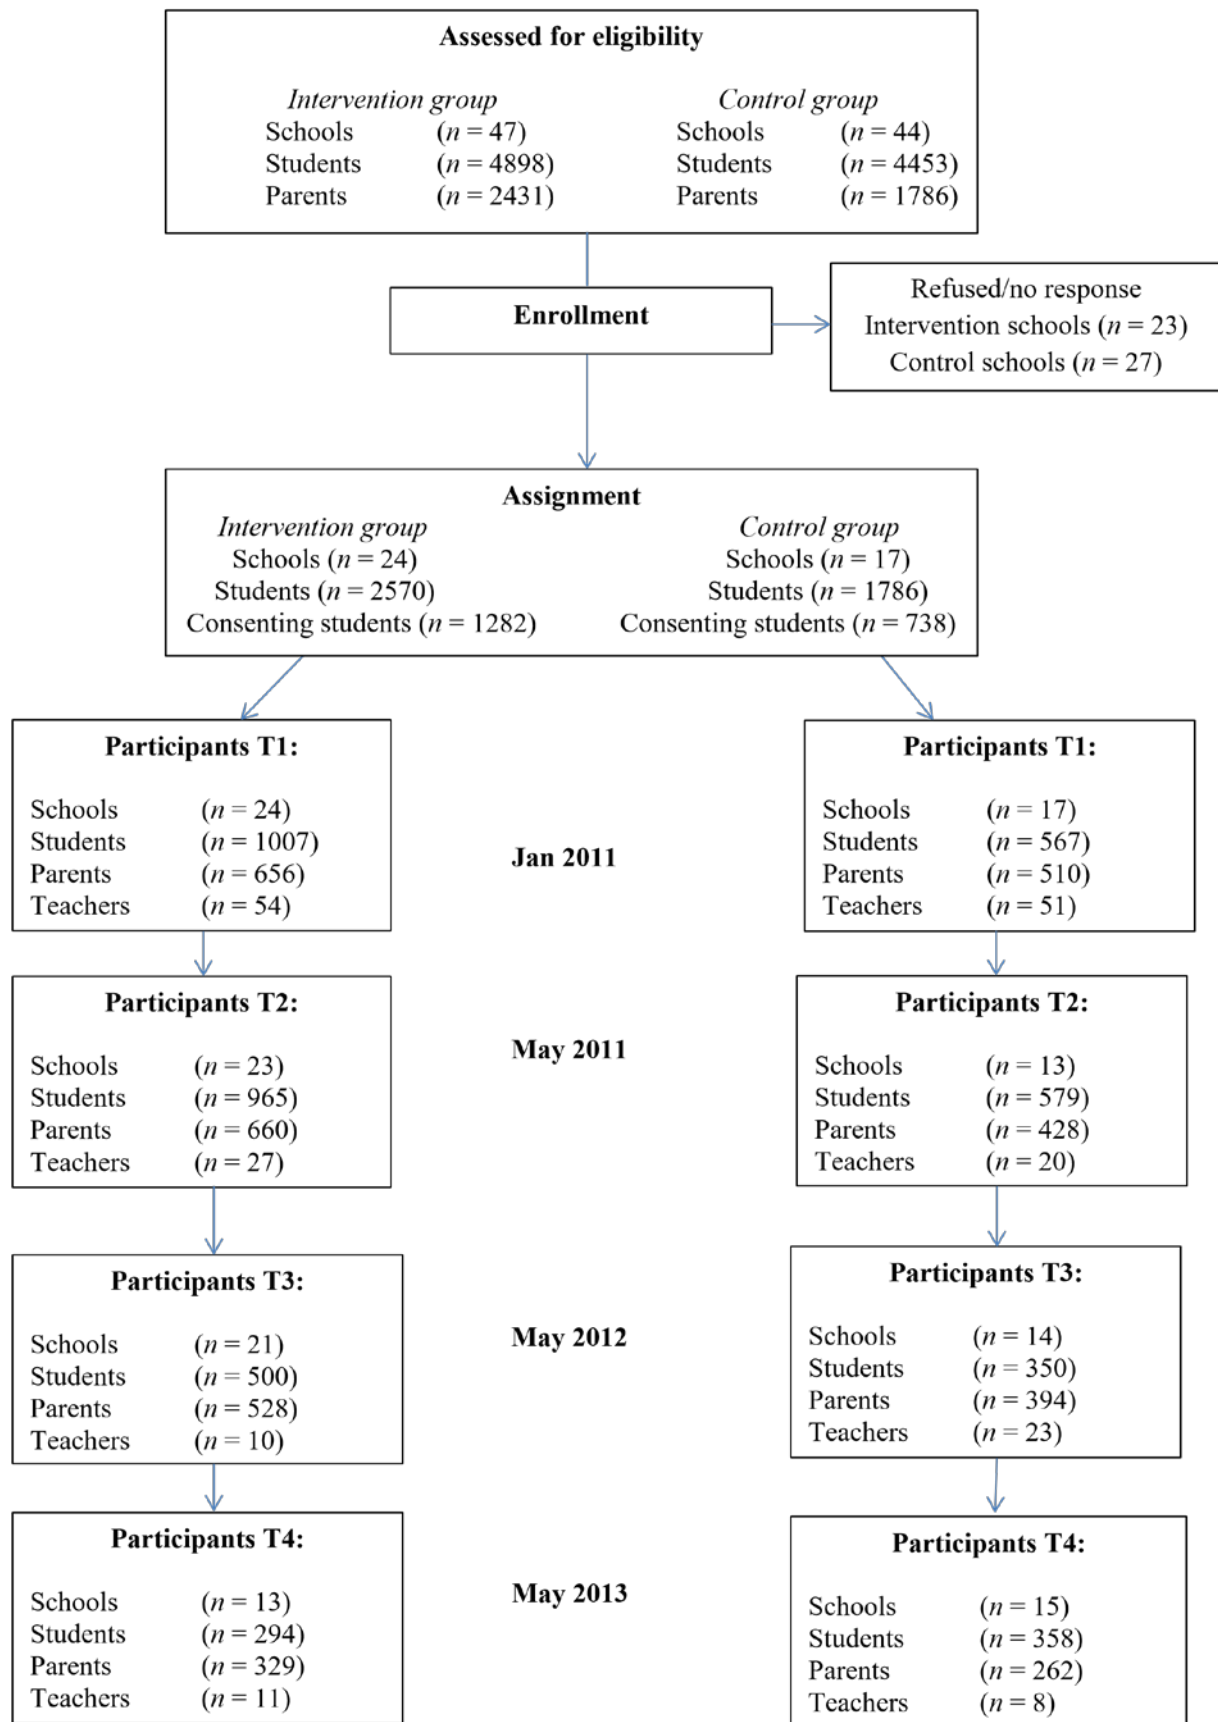 Assessed for eligibility
Intervention group Control group
Schools (n = 47) Schools (n = 44)
Students (n = 4898) Students (n = 4453)
Parents (n = 2431) Parents (n = 1786)
Enrollment
Refused/no response
Intervention schools (n = 23)
Control schools (n = 27)
Assignment
Intervention group Control group
Schools (n = 24) Schools (n = 17)
Students (n = 2570) Students (n = 1786)
Consenting students (n = 1282) Consenting students (n = 738)
Participants T1:
Schools (n = 24)
Students (n = 1007)
Parents (n = 656)
Teachers (n = 54)
Jan 2011
Participants T1:
Schools (n = 17)
Students (n = 567)
Parents (n = 510)
Teachers (n = 51)
Participants T2:
Schools (n = 23)
Students (n = 965)
Parents (n = 660)
Teachers (n = 27)
May 2011
Participants T2:
Schools (n = 13)
Students (n = 579)
Parents (n = 428)
Teachers (n = 20)
Participants T3:
Schools (n = 21)
Students (n = 500)
Parents (n = 528)
Teachers (n = 10)
May 2012
Participants T3:
Schools (n = 14)
Students (n = 350)
Parents (n = 394)
Teachers (n = 23)
Participants T4:
Schools (n = 13)
Students (n = 294)
Parents (n = 329)
Teachers (n = 11)
May 2013
Participants T4:
Schools (n = 15)
Students (n = 358)
Parents (n = 262)
Teachers (n = 8)